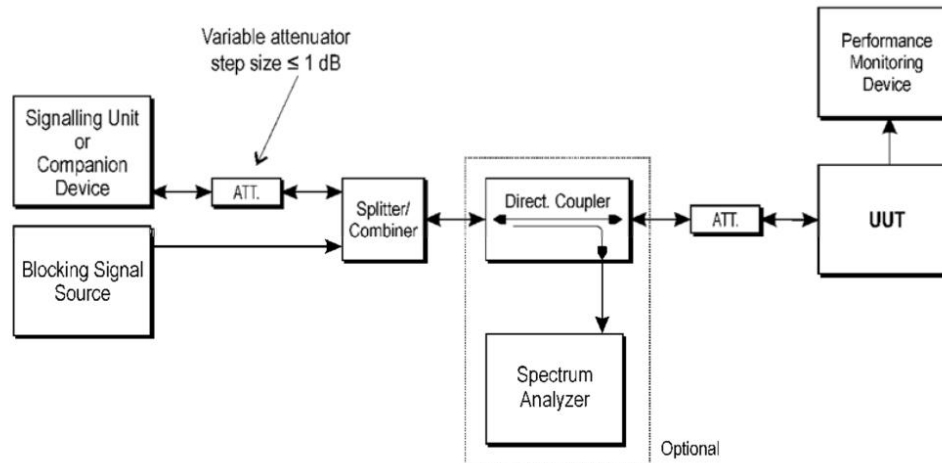 Variable attenuator
step size ≤ 1 dB
Signalling Unit
or
Companion
Device
ATT.
Splitter/
Combiner
Blocking Signal
Source
Direct. Coupler
Spectrum
Analyzer
Optional
ATT.
UUT
Performance
Monitoring
Device